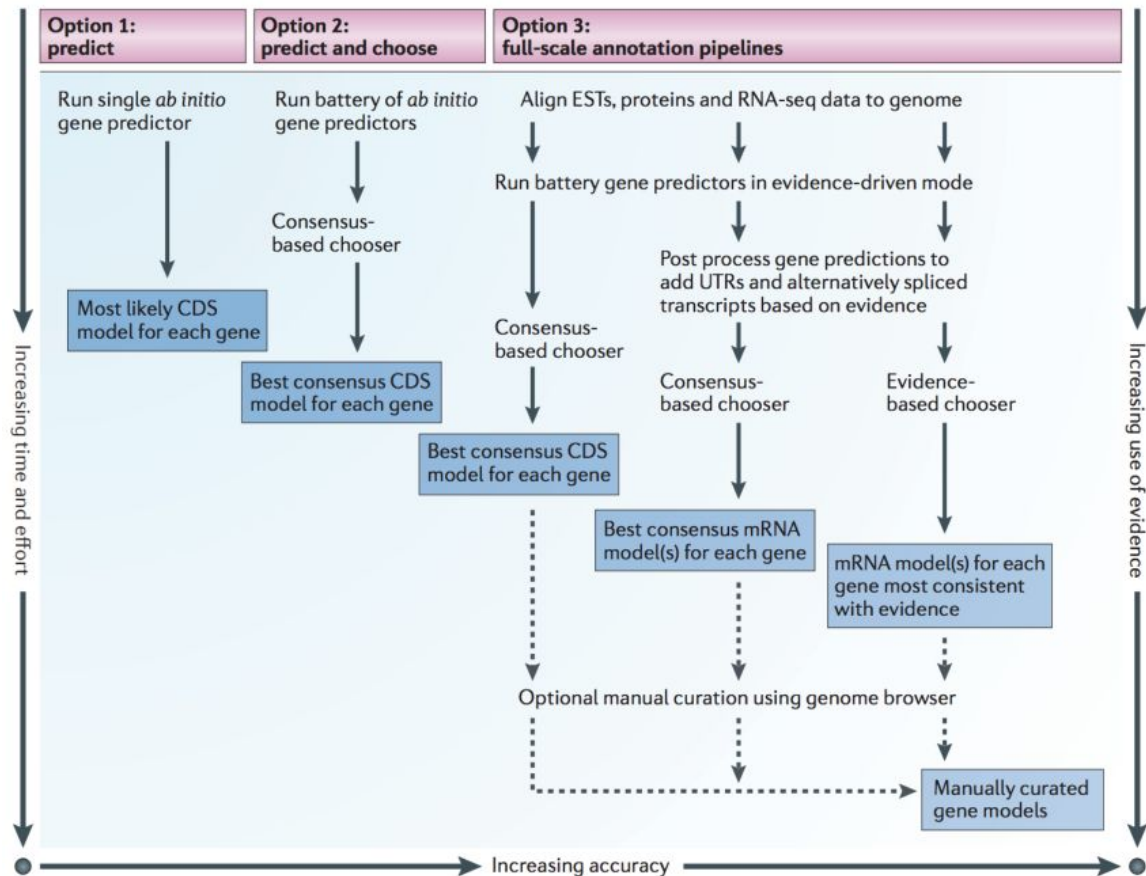 Option 1:
predict
Option 2:
predict and choose
Option 3:
full-scale annotation pipelines
Run single ab initio
gene predictor
Most likely CDS
model for each gene
Run battery of ab initio
gene predictors
Consensus-
based chooser
Best consensus CDS
model for each gene
Align ESTs, proteins and RNA-seq data to genome
Run battery gene predictors in evidence-driven mode
Consensus-
based chooser
Best consensus CDS
model for each gene
Post process gene predictions to
add UTRs and alternatively spliced
transcripts based on evidence
Consensus-
based chooser
Best consensus mRNA
model(s) for each gene
Evidence-
based chooser
mRNA model(s) for each
gene most consistent
with evidence
Optional manual curation using genome browser
Manually curated
gene models
Increasing time and effort
Increasing use of evidence
Increasing accuracy